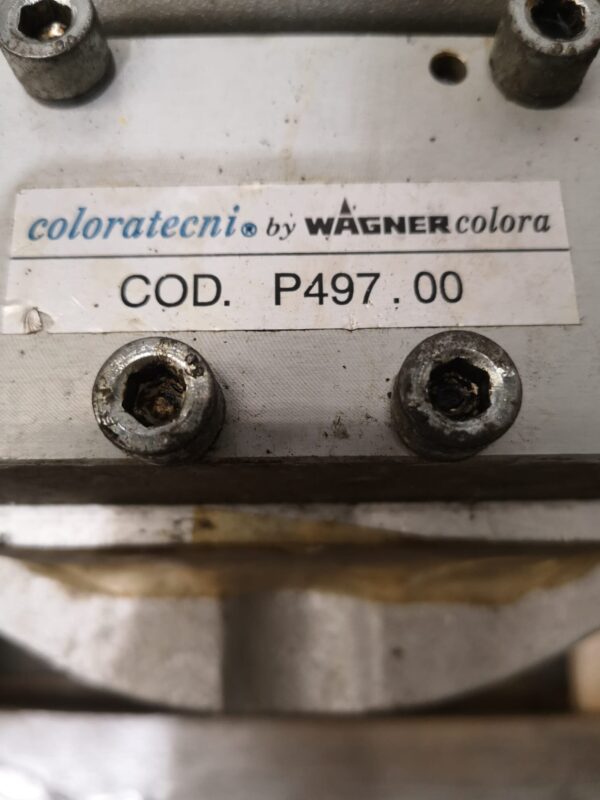 coloratecni® by WAGNER colora
COD. P497.00